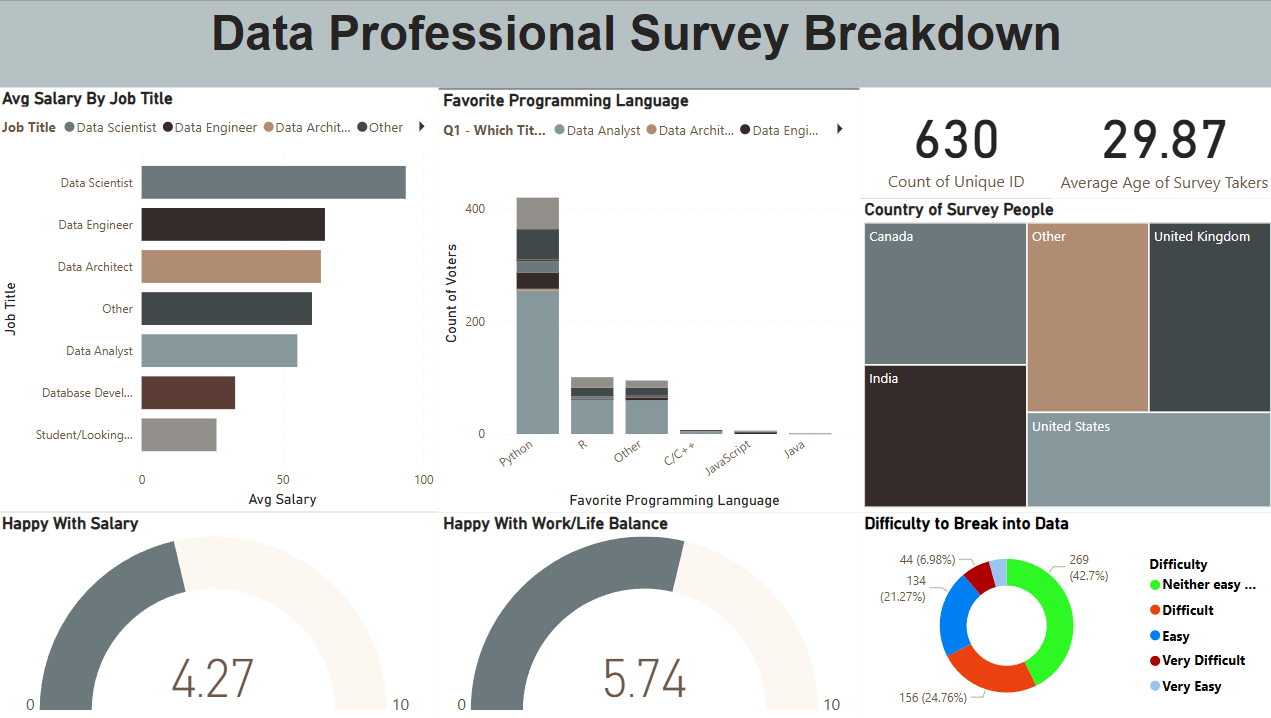 Data Professional Survey Breakdown
Avg Salary By Job Title
Job Title Data Scientist Data Engineer Data Archit... Other
Job Title
Data Scientist
Data Engineer
Data Architect
Other
Data Analyst
Database Devel...
Student/Looking...
0 50 100
Avg Salary
Favorite Programming Language
Q1 - Which Tit... Data Analyst Data Archit... Data Engi...
Count of Voters
400
200
0
Python R Other C/C++ JavaScript Java
Favorite Programming Language
630
Count of Unique ID
29.87
Average Age of Survey Takers
Country of Survey People
Canada
Other
United Kingdom
India
United States
Happy With Salary
4.27
0 10
Happy With Work/Life Balance
5.74
0 10
Difficulty to Break into Data
44 (6.98%)
269
(42.7%)
134
(21.27%)
156 (24.76%)
Difficulty
Neither easy ...
Difficult
Easy
Very Difficult
Very Easy